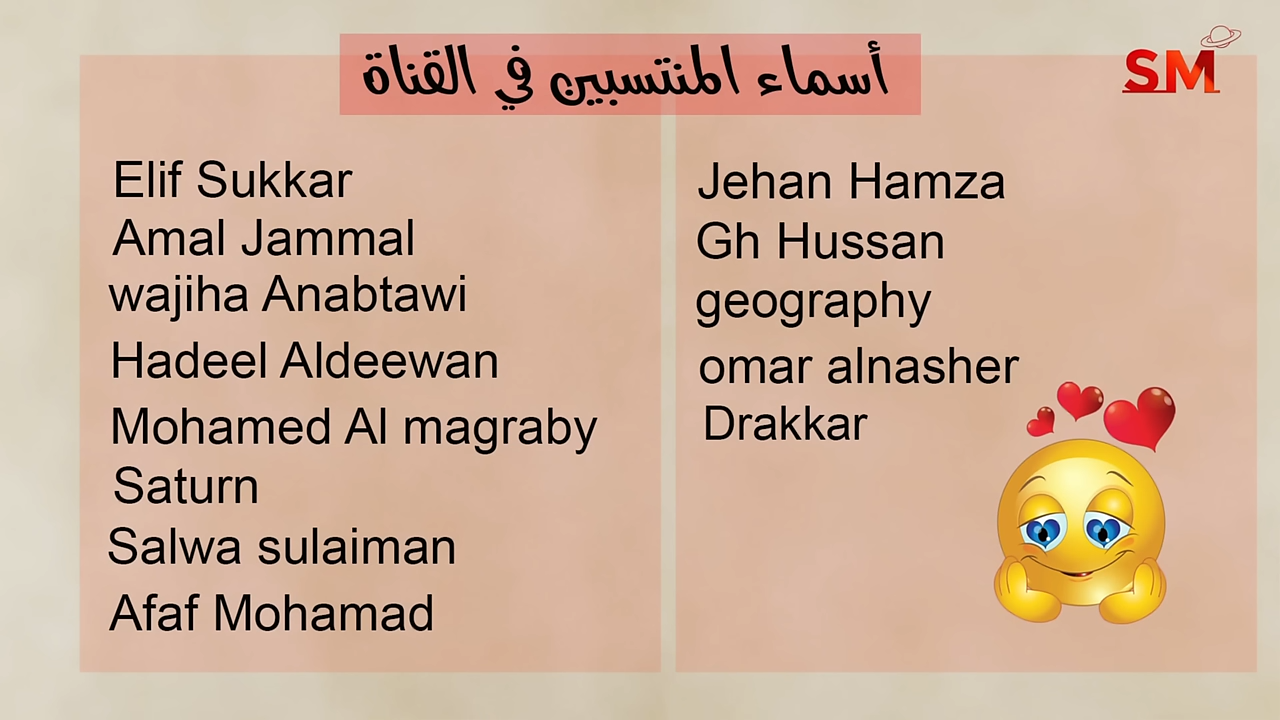 أسماء المنتسبين في القناة
SM
Elif Sukkar
Amal Jammal
wajiha Anabtawi
Hadeel Aldeewan
Mohamed Al magraby
Saturn
Salwa sulaiman
Afaf Mohamad
Jehan Hamza
Gh Hussan
geography
omar alnasher
Drakkar